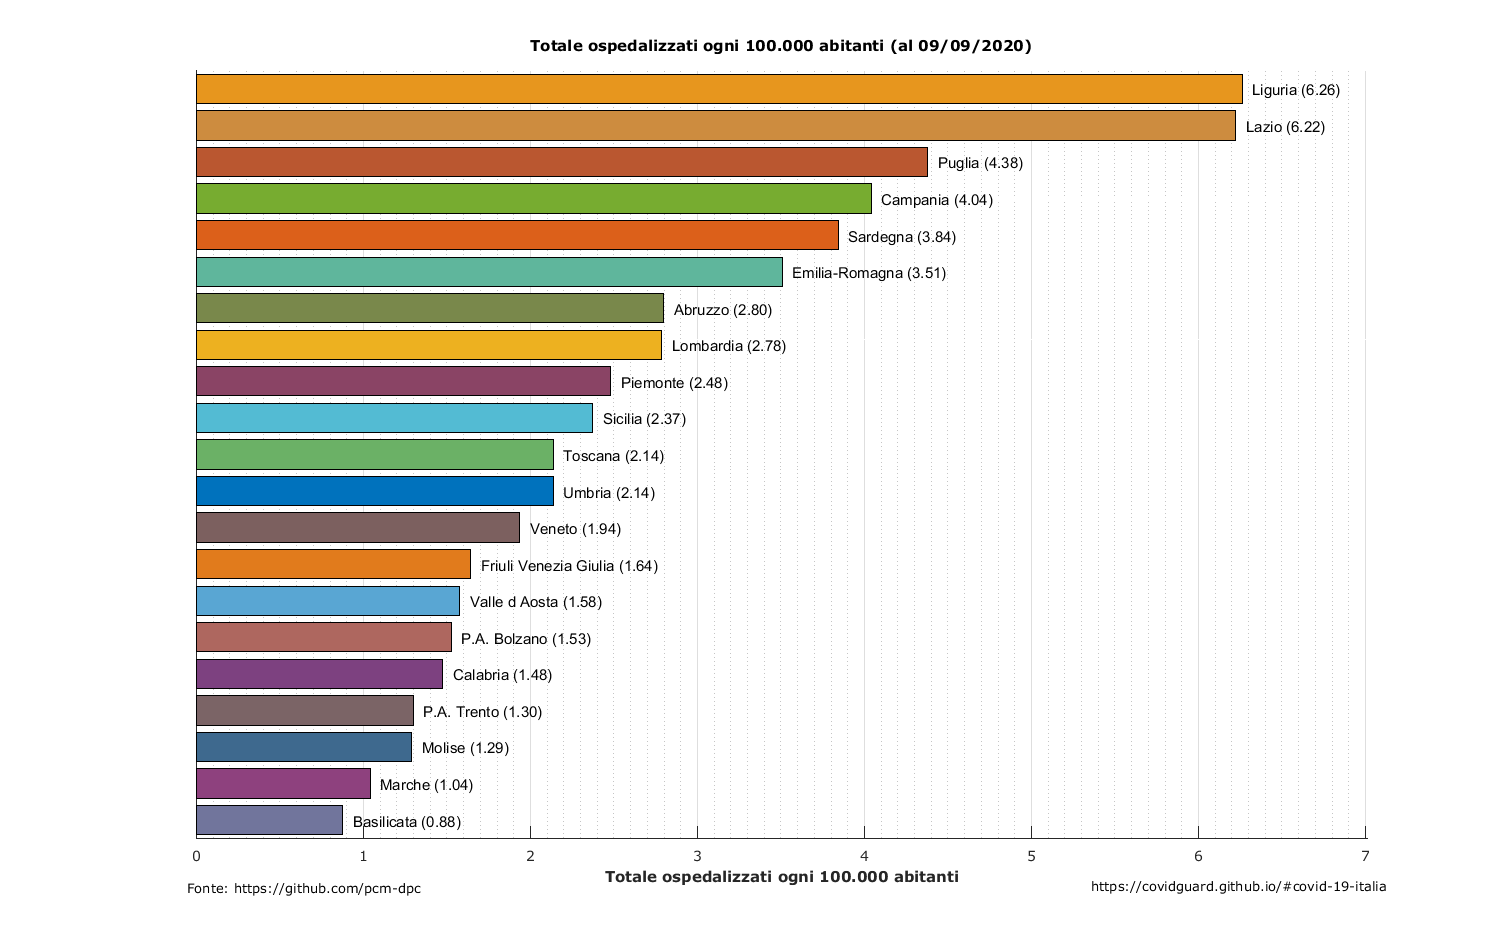 Totale ospedalizzati ogni 100.000 abitanti (al 09/09/2020)
Liguria (6.26)
Lazio (6.22)
Puglia (4.38)
Campania (4.04)
Sardegna (3.84)
Emilia-Romagna (3.51)
Abruzzo (2.80)
Lombardia (2.78)
Piemonte (2.48)
Sicilia (2.37)
Toscana (2.14)
Umbria (2.14)
Veneto (1.94)
Friuli Venezia Giulia (1.64)
Valle d Aosta (1.58)
P.A. Bolzano (1.53)
Calabria (1.48)
P.A. Trento (1.30)
Molise (1.29)
Marche (1.04)
Basilicata (0.88)
0 1 2 3 4 5 6 7
Totale ospedalizzati ogni 100.000 abitanti
Fonte: https://github.com/pcm-dpc
https://covidguard.github.io/#covid-19-italia